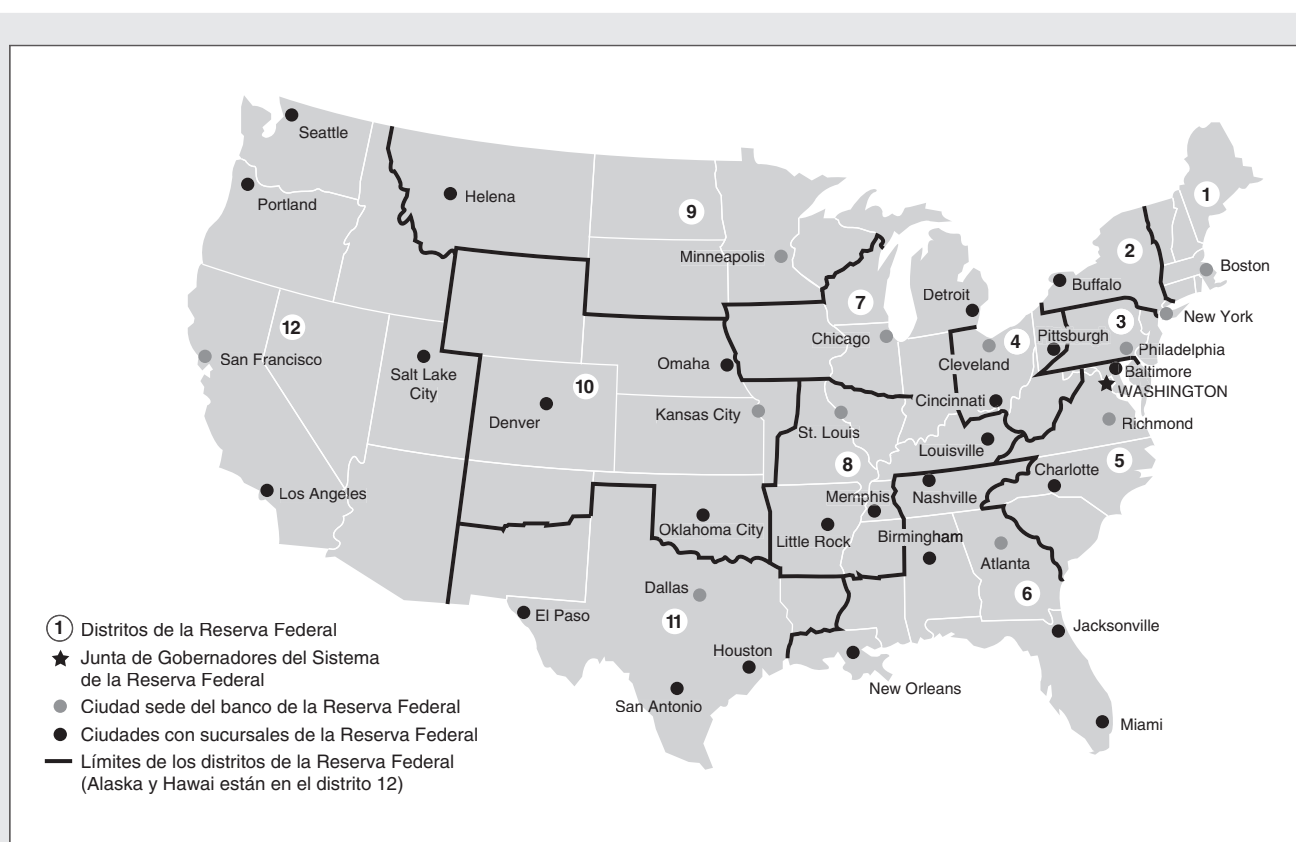 Seattle
Portland
Helena
9
1
2
Minneapolis
Boston
Buffalo
Detroit
7
New York
12
3
Chicago
4
Pittsburgh
San Francisco
Philadelphia
Omaha
Cleveland
Baltimore
Salt Lake
City
10
WASHINGTON
Cincinnati
Kansas City
Denver
Richmond
St. Louis
Louisville
8
5
Charlotte
Los Angeles
Memphis
Nashville
Oklahoma City
Little Rock
Birmingham
Atlanta
Dallas
6
El Paso
11
Jacksonville
Houston
New Orleans
San Antonio
Miami
1 Distritos de la Reserva Federal
Junta de Gobernadores del Sistema
de la Reserva Federal
Ciudad sede del banco de la Reserva Federal
Ciudades con sucursales de la Reserva Federal
Límites de los distritos de la Reserva Federal
(Alaska y Hawai están en el distrito 12)